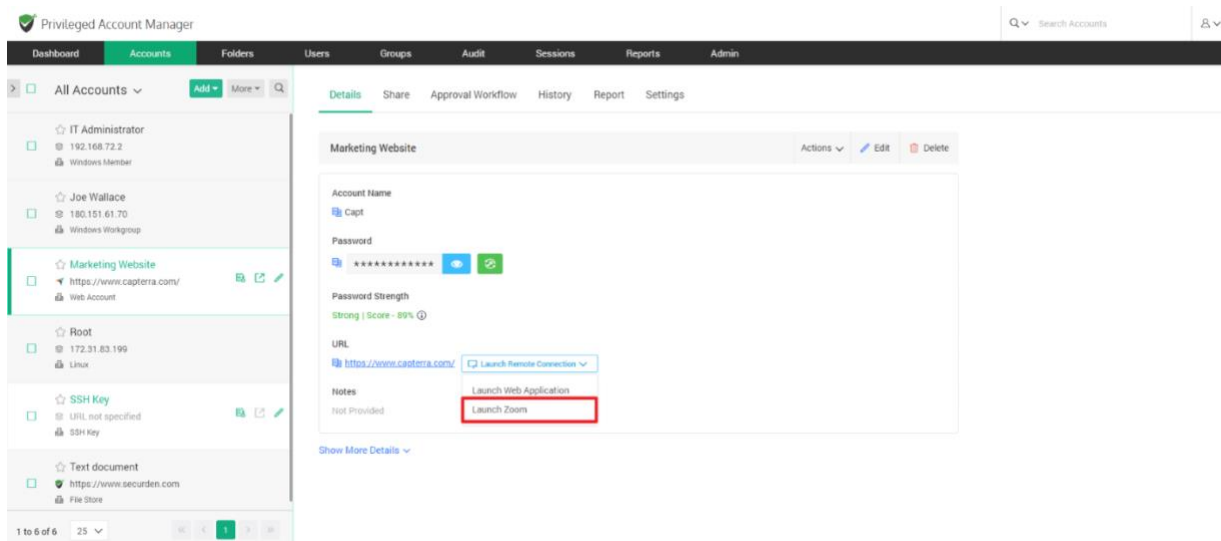 Privileged Account Manager
Search Accounts
Dashboard Accounts Folders Users Groups Audit Sessions Reports Admin
All Accounts Add More
IT Administrator
192.168.72.2
Windows Member
Joe Wallace
180.151.61.70
Windows Workgroup
Marketing Website
https://www.capterra.com/
Web Account
Root
172.31.83.199
Linux
SSH Key
URL not specified
SSH Key
Text document
https://www.securden.com
File Store
1 to 6 of 6 25 1
Details Share Approval Workflow History Report Settings
Marketing Website Actions Edit Delete
Account Name
Capt
Password
************
Password Strength
Strong | Score - 89%
URL
https://www.capterra.com/ Launch Remote Connection
Launch Web Application
Launch Zoom
Notes
Not Provided
Show More Details